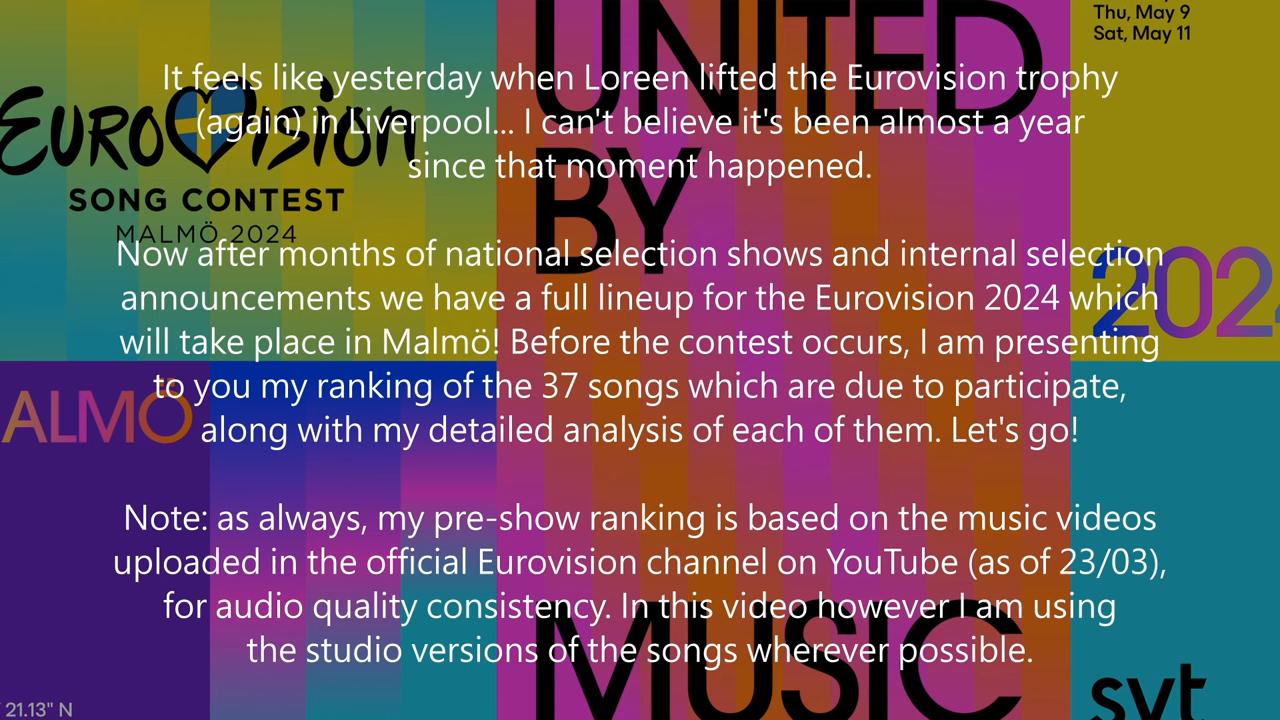 Thu, May 9
Sat, May 11
UNITED
BY
MUSIC
EUROVISION
SONG CONTEST
MALMÖ 2024
It feels like yesterday when Loreen lifted the Eurovision trophy
(again) in Liverpool... I can't believe it's been almost a year
since that moment happened.
Now after months of national selection shows and internal selection
announcements we have a full lineup for the Eurovision 2024 which
will take place in Malmö! Before the contest occurs, I am presenting
to you my ranking of the 37 songs which are due to participate,
along with my detailed analysis of each of them. Let's go!
Note: as always, my pre-show ranking is based on the music videos
uploaded in the official Eurovision channel on YouTube (as of 23/03),
for audio quality consistency. In this video however I am using
the studio versions of the songs wherever possible.
2024
ALMÖ
21.13" N
svt